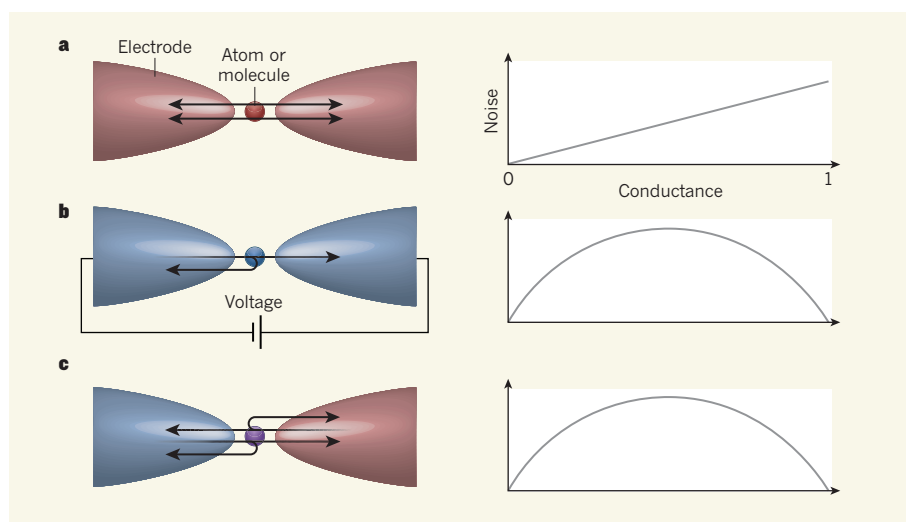 a
Electrode
Atom or
molecule
Noise
0
1
Conductance
b
Voltage
c